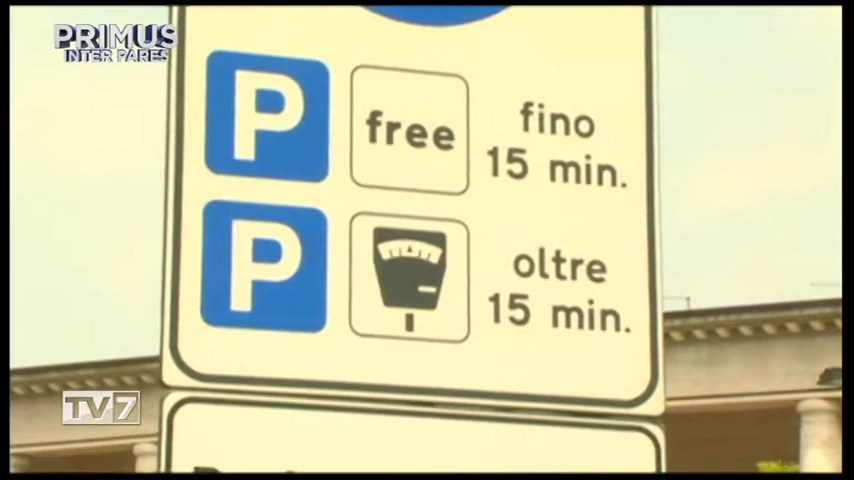 PRIMUS
INTER PARES
P free fino
15 min.
P oltre
15 min.
TV7